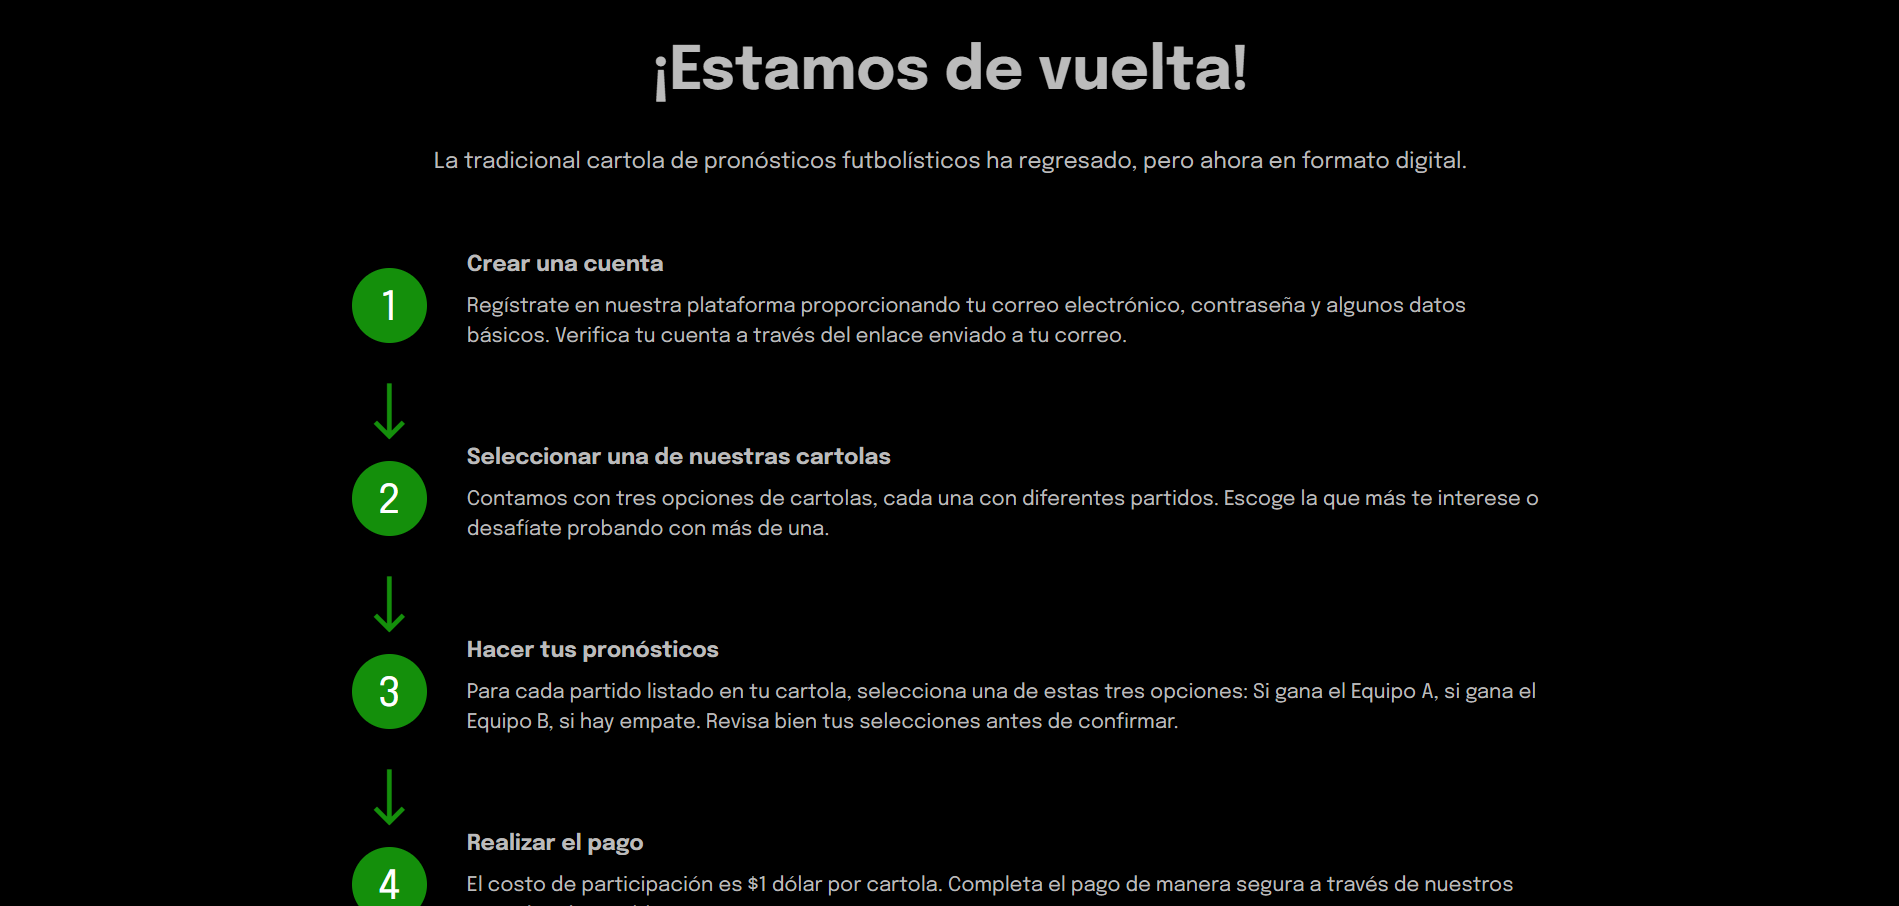 ¡Estamos de vuelta!
La tradicional cartola de pronósticos futbolísticos ha regresado, pero ahora en formato digital.
Crear una cuenta
1
Regístrate en nuestra plataforma proporcionando tu correo electrónico, contraseña y algunos datos
básicos. Verifica tu cuenta a través del enlace enviado a tu correo.
Seleccionar una de nuestras cartolas
2
Contamos con tres opciones de cartolas, cada una con diferentes partidos. Escoge la que más te interese o
desafíate probando con más de una.
Hacer tus pronósticos
3
Para cada partido listado en tu cartola, selecciona una de estas tres opciones: Si gana el Equipo A, si gana el
Equipo B, si hay empate. Revisa bien tus selecciones antes de confirmar.
Realizar el pago
4
El costo de participación es $1 dólar por cartola. Completa el pago de manera segura a través de nuestros